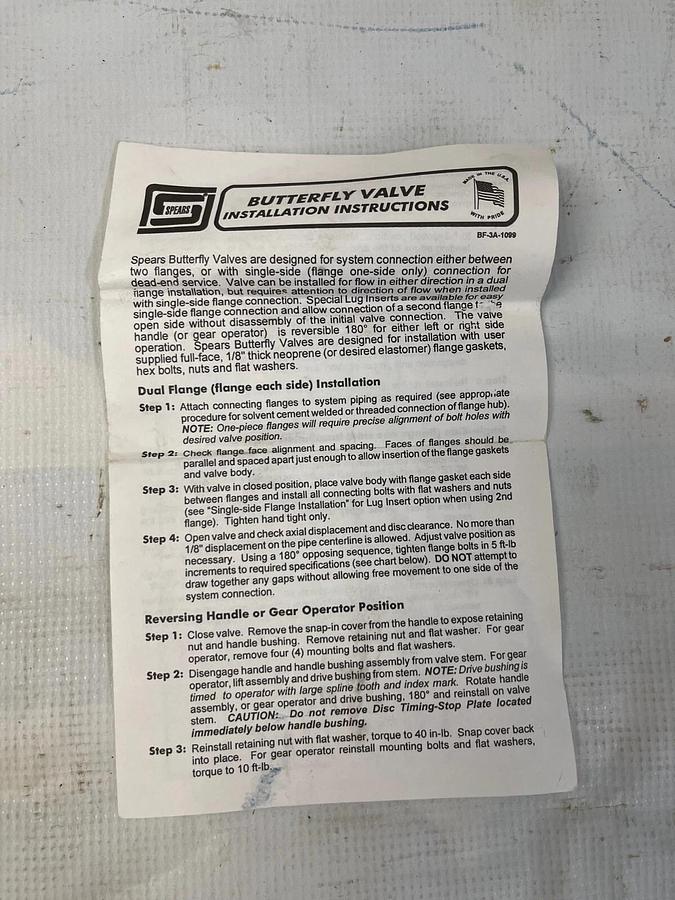 SPEARS
BUTTERFLY VALVE
INSTALLATION INSTRUCTIONS
MADE IN THE U.S.A.
WITH PRIDE
BF-3A-1099
Spears Butterfly Valves are designed for system connection either between
two flanges, or with single-side (flange one-side only) connection for
dead-end service. Valve can be installed for flow in either direction in a dual
flange installation, but requires attention to direction of flow when installed
with single-side flange connection. Special Lug Inserts are available for easy
single-side flange connection and allow connection of a second flange
open side without disassembly of the initial valve connection. The valve
handle (or gear operator) is reversible 180° for either left or right side
operation. Spears Butterfly Valves are designed for installation with user
supplied full-face, 1/8" thick neoprene (or desired elastomer) flange gaskets,
hex bolts, nuts and flat washers.
Dual Flange (flange each side) Installation
Step 1: Attach connecting flanges to system piping as required (see appropriate
procedure for solvent cement welded or threaded connection of flange hub).
NOTE: One-piece flanges will require precise alignment of bolt holes with
desired valve position.
Step 2: Check flange face alignment and spacing. Faces of flanges should be
parallel and spaced apart just enough to allow insertion of the flange gaskets
and valve body.
Step 3: With valve in closed position, place valve body with flange gasket each side
between flanges and install all connecting bolts with flat washers and nuts
(see "Single-side Flange Installation" for Lug Insert option when using 2nd
flange). Tighten hand tight only.
Step 4: Open valve and check axial displacement and disc clearance. No more than
1/8" displacement on the pipe centerline is allowed. Adjust valve position as
necessary. Using a 180° opposing sequence, tighten flange bolts in 5 ft-lb
increments to required specifications (see chart below). DO NOT attempt to
draw together any gaps without allowing free movement to one side of the
system connection.
Reversing Handle or Gear Operator Position
Step 1: Close valve. Remove the snap-in cover from the handle to expose retaining
nut and handle bushing. Remove retaining nut and flat washer. For gear
operator, remove four (4) mounting bolts and flat washers.
Step 2: Disengage handle and handle bushing assembly from valve stem. For gear
operator, lift assembly and drive bushing from stem. NOTE: Drive bushing is
timed to operator with large spline tooth and index mark. Rotate handle
assembly, or gear operator and drive bushing, 180° and reinstall on valve
stem. CAUTION: Do not remove Disc Timing-Stop Plate located
immediately below handle bushing.
Step 3: Reinstall retaining nut with flat washer, torque to 40 in-lb. Snap cover back
into place. For gear operator reinstall mounting bolts and flat washers,
torque to 10 ft-lb.